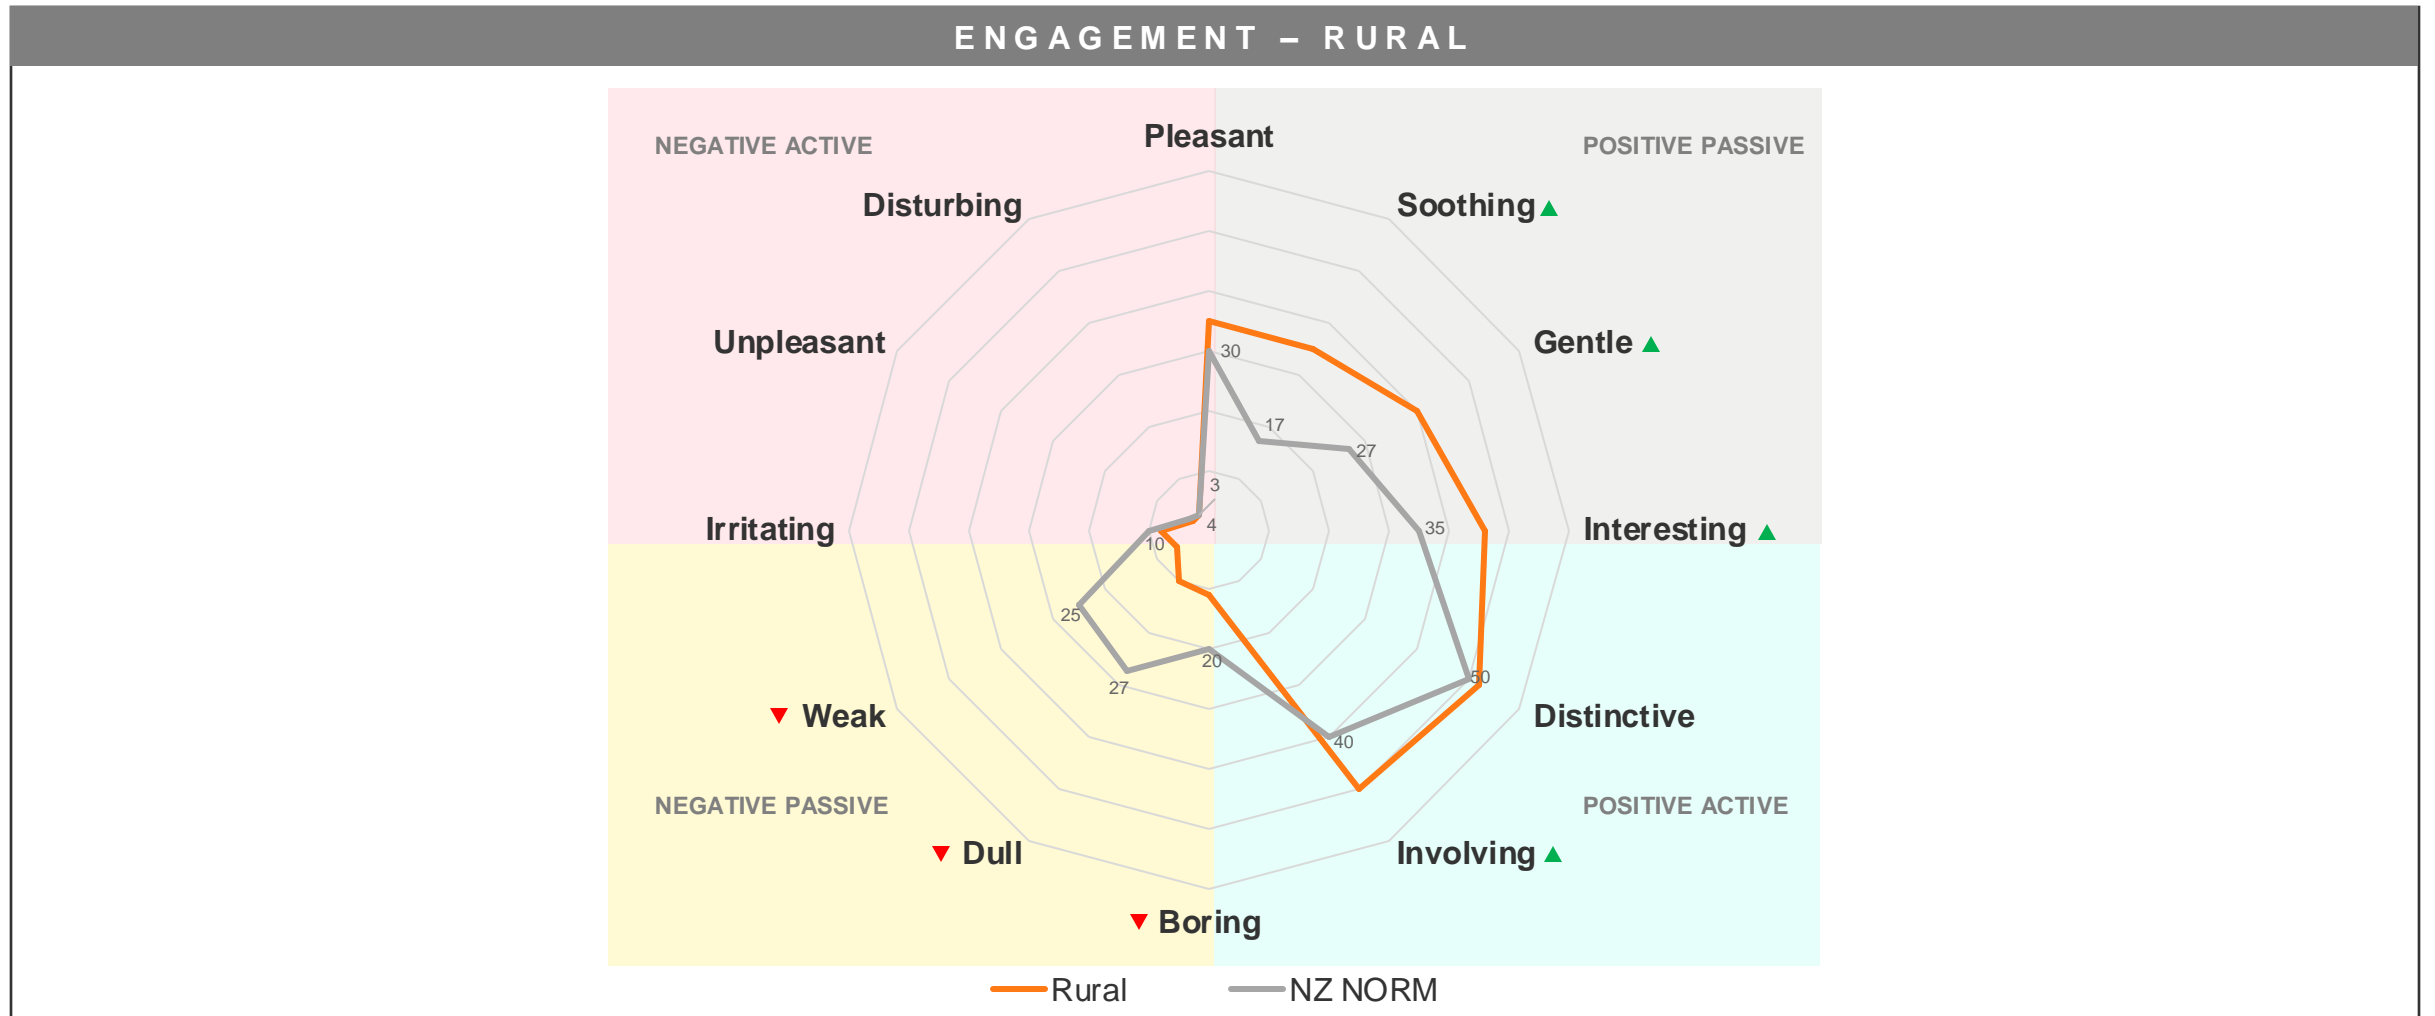 ENGAGEMENT – RURAL
NEGATIVE ACTIVE
Pleasant
POSITIVE PASSIVE
Disturbing
Soothing
Unpleasant
Gentle
30
17
27
3
4
Irritating
10
35
Interesting
25
20
27
50
40
Weak
Distinctive
NEGATIVE PASSIVE
POSITIVE ACTIVE
Dull
Involving
Boring
Rural
NZ NORM